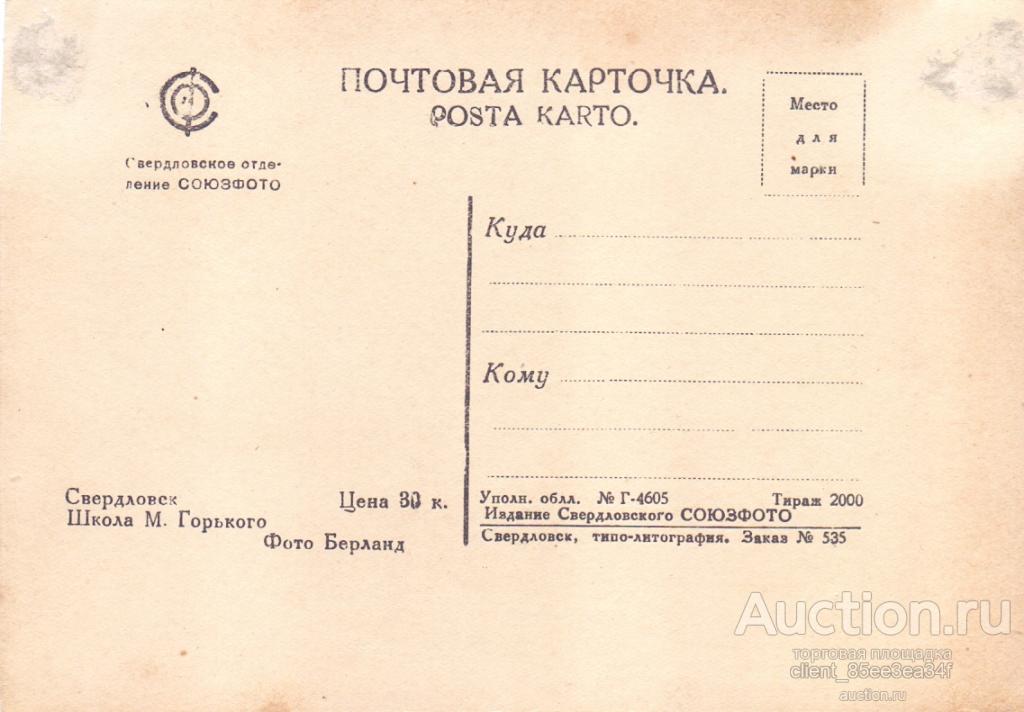 ПОЧТОВАЯ КАРТОЧКА.
POSTA KARTO.
Свердловское отде-
ление СОЮЗФОТО
Место
для
марки
Куда
Кому
Свердловск
Цена 30 к.
Школа М. Горького
Фото Берланд
Уполн. обл. № Г-4605 Тираж 2000
Издание Свердловского СОЮЗФОТО
Свердловск, типо-литография. Заказ № 535
Auction.ru
торговая площадка
client_85ee3ea34f
auction.ru